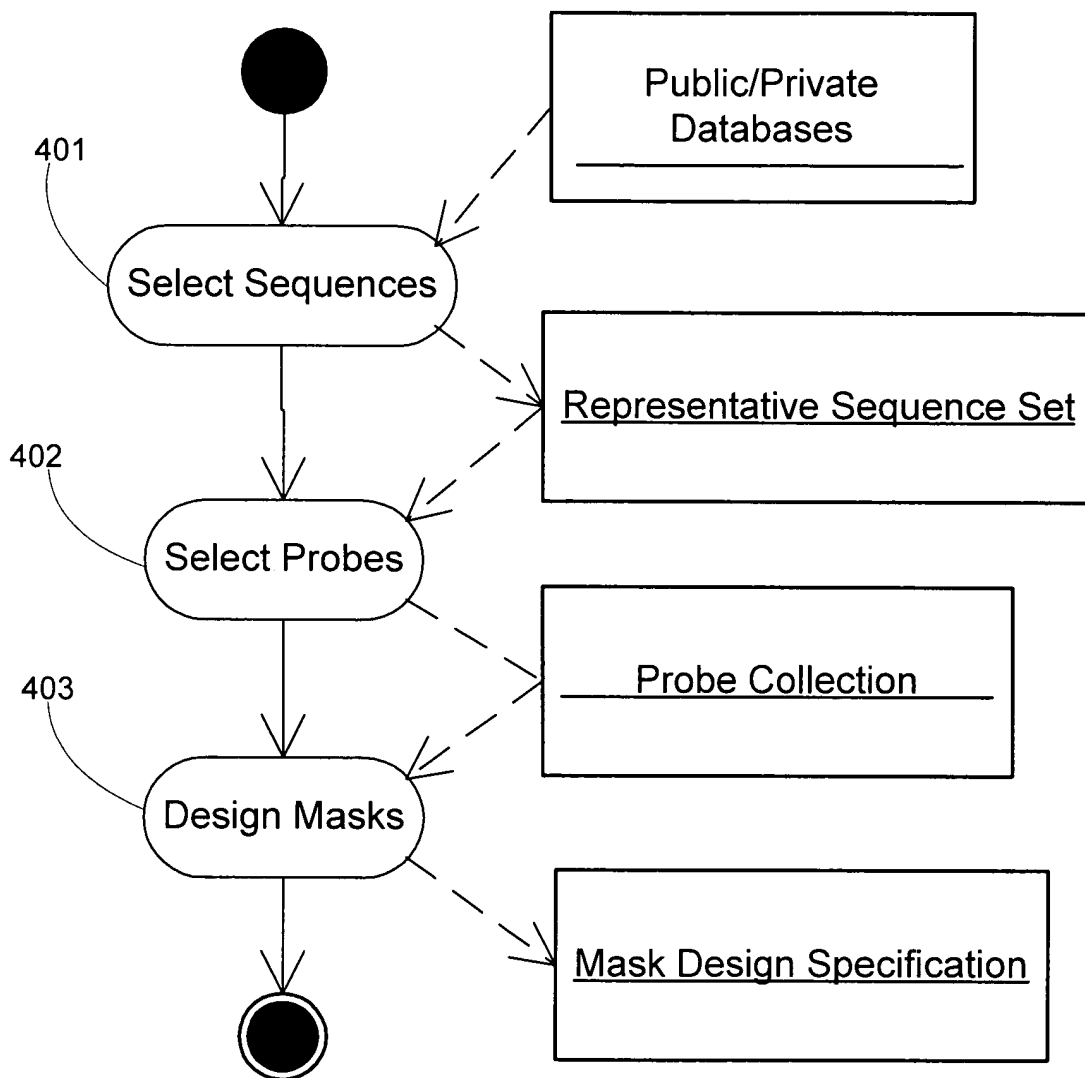 Public/Private
Databases
401
Select Sequences
Representative Sequence Set
402
Select Probes
Probe Collection
403
Design Masks
Mask Design Specification